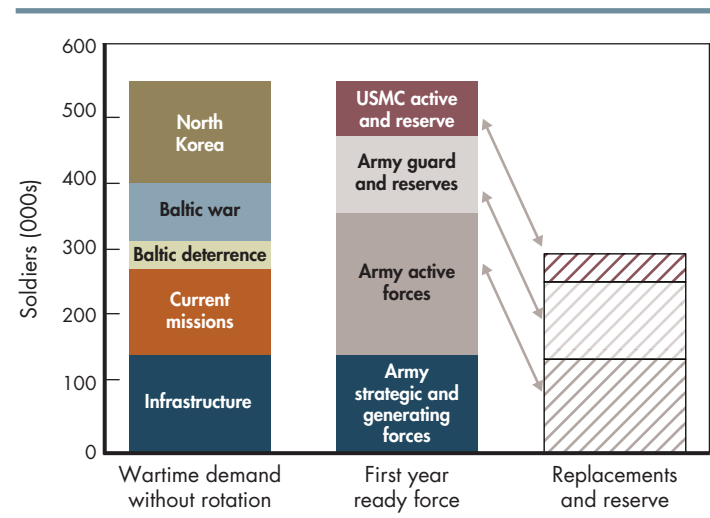 600
500
400
300
200
100
0
Soldiers (000s)
North
Korea
Baltic war
Baltic deterrence
Current
missions
Infrastructure
USMC active
and reserve
Army guard
and reserves
Army active
forces
Army
strategic and
generating
forces
Wartime demand
without rotation
First year
ready force
Replacements
and reserve